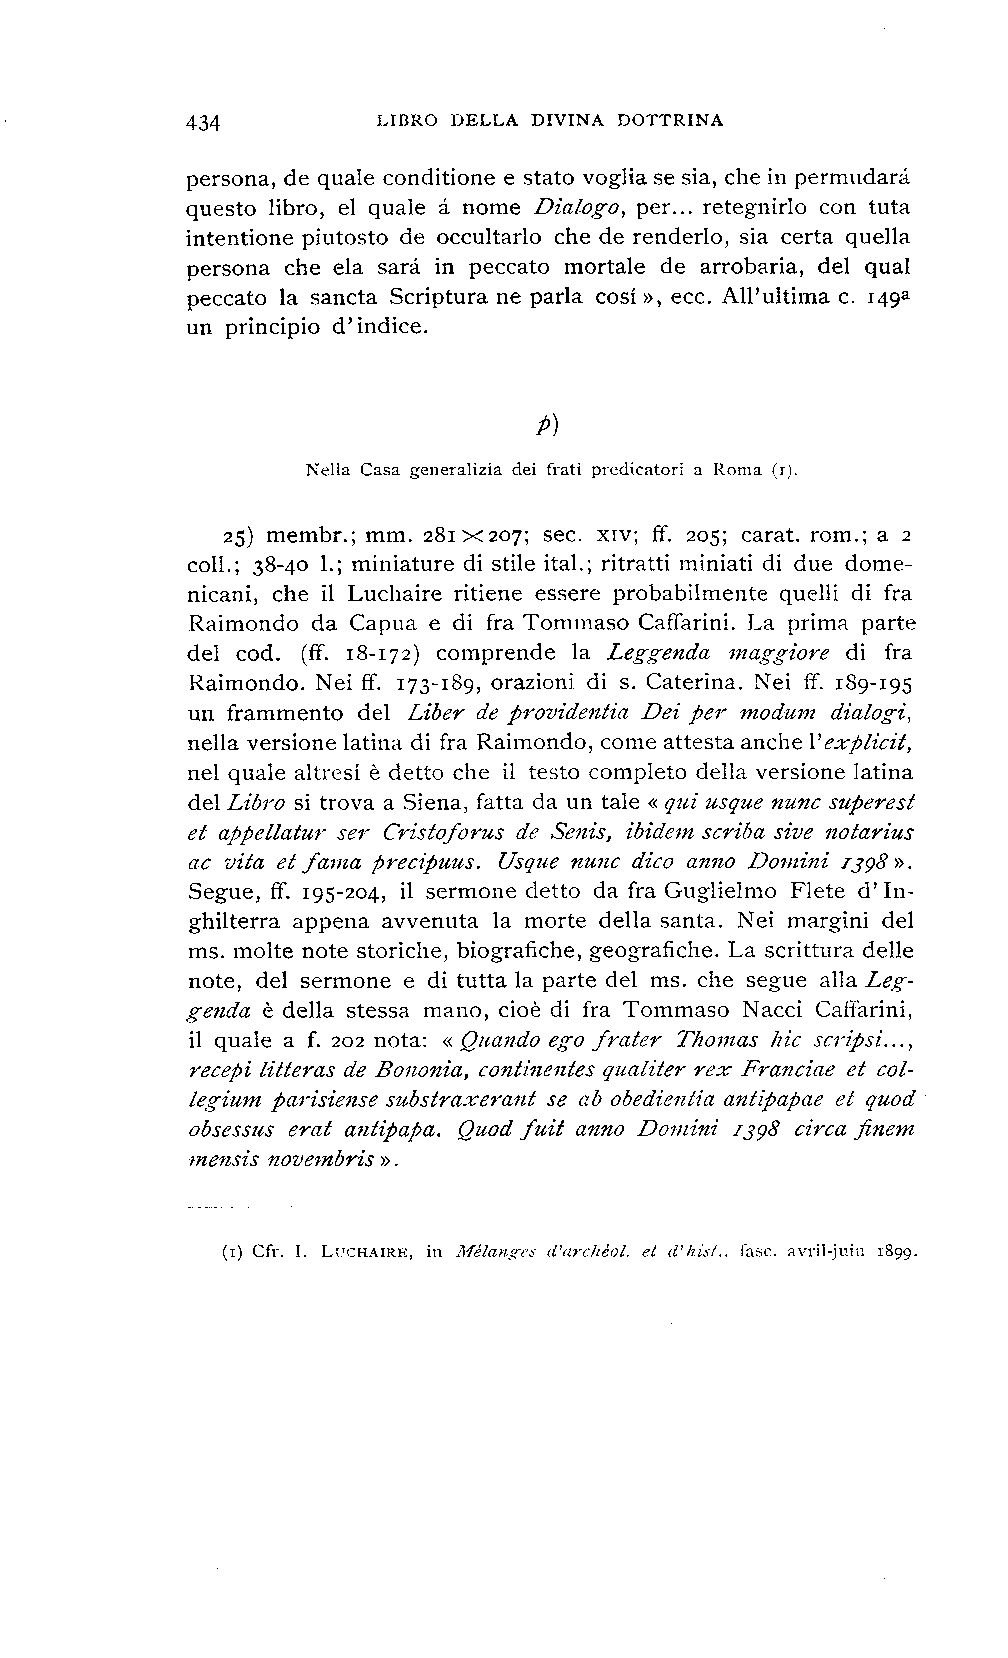 434 LIBRO DELLA DIVINA DOTTRINA
persona, de quale conditione e stato voglia se sia, che in permudará
questo libro, el quale á nome Dialogo, per... retegnirlo con tuta
intentione piutosto de occultarlo che de renderlo, sia certa quella
persona che ela sará in peccato mortale de arrobaria, del qual
peccato la sancta Scriptura ne parla cosí », ecc. All'ultima c. 149ª
un principio d'indice.
p)
Nella Casa generalizia dei frati predicatori a Roma (1).
25) membr.; mm. 281×207; sec. XIV; ff. 205; carat. rom.; a 2
coll.; 38-40 l.; miniature di stile ital.; ritratti miniati di due dome-
nicani, che il Luchaire ritiene essere probabilmente quelli di fra
Raimondo da Capua e di fra Tommaso Caffarini. La prima parte
del cod. (ff. 18-172) comprende la Leggenda maggiore di fra
Raimondo. Nei ff. 173-189, orazioni di s. Caterina. Nei ff. 189-195
un frammento del Liber de providentia Dei per modum dialogi,
nella versione latina di fra Raimondo, come attesta anche l'explicit,
nel quale altresí è detto che il testo completo della versione latina
del Libro si trova a Siena, fatta da un tale « qui usque nunc superest
et appellatur ser Cristoforus de Senis, ibidem scriba sive notarius
ac vita et fama precipuus. Usque nunc dico anno Domini 1398 ».
Segue, ff. 195-204, il sermone detto da fra Guglielmo Flete d'In-
ghilterra appena avvenuta la morte della santa. Nei margini del
ms. molte note storiche, biografiche, geografiche. La scrittura delle
note, del sermone e di tutta la parte del ms. che segue alla Leg-
genda è della stessa mano, cioè di fra Tommaso Nacci Caffarini,
il quale a f. 202 nota: « Quando ego frater Thomas hic scripsi...,
recepi litteras de Bononia, continentes qualiter rex Franciae et col-
legium parisiense substraxerant se ab obedientia antipapae et quod
obsessus erat antipapa. Quod fuit anno Domini 1398 circa finem
mensis novembris ».
(1) Cfr. I. LUCHAIRE, in Mélanges d'archéol. et d'hist., fasc. avril-juin 1899.